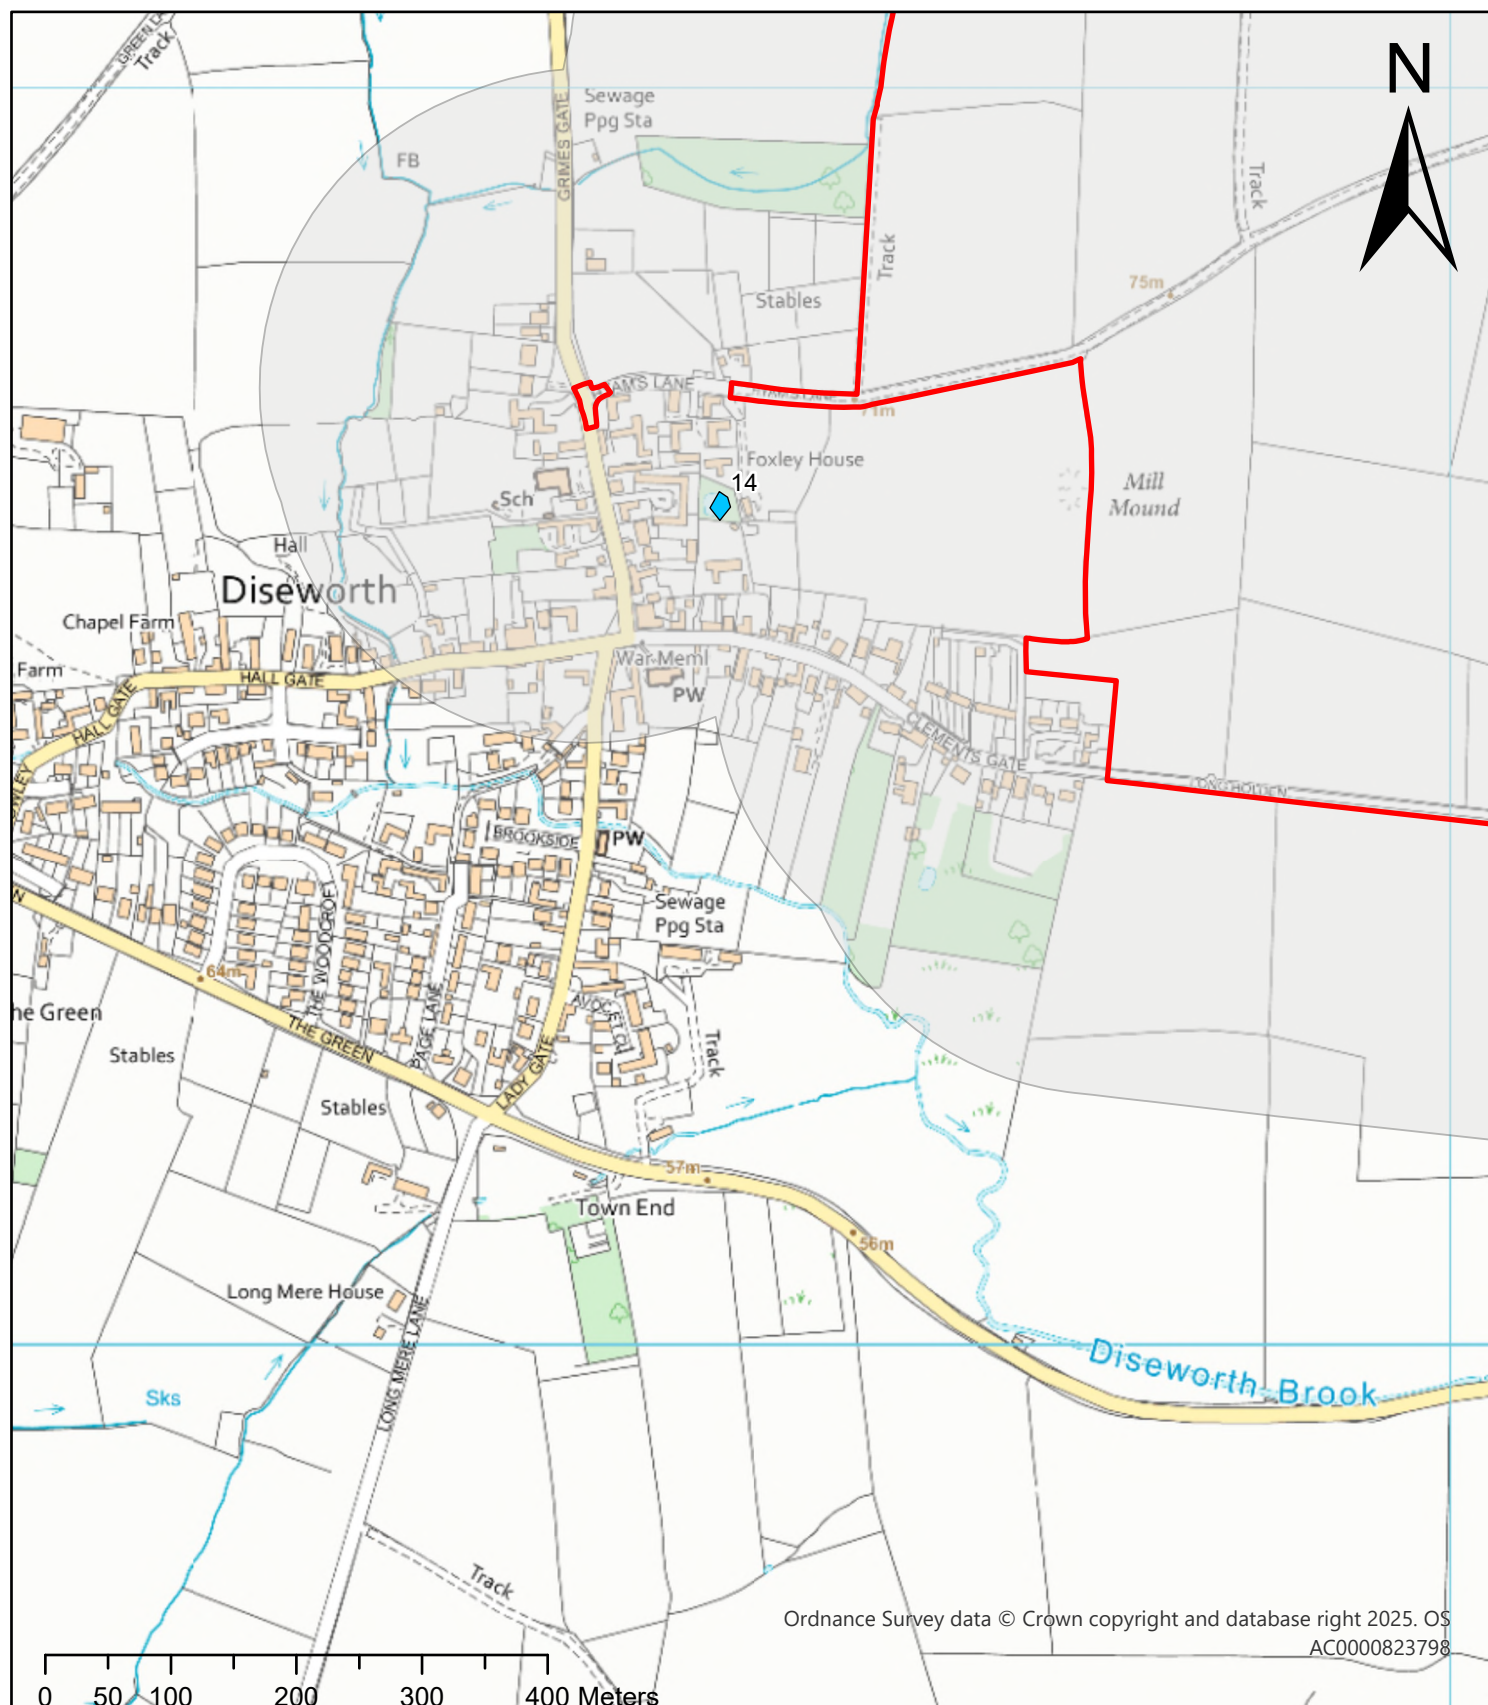 GREEN LA
Track
N
GRIMES GATE
Sewage
Ppg Sta
FB
Track
Track
75m
Stables
AM'S LANE
71m
Foxley House
14
Mill
Mound
Sch
Hall
Diseworth
Chapel Farm
Farm
War Meml
PW
HALL GATE
HALL GATE
CLEMENTS GATE
LONG HOLDEN
BROOKSIDE
PW
Sewage
Ppg Sta
THE WOODCROFT
64m
he Green
Stables
THE GREEN
PAGE LANE
LADY GATE
Track
Stables
57m
Town End
56m
Long Mere House
LONG MERE LANE
Diseworth Brook
Sks
Track
Ordnance Survey data © Crown copyright and database right 2025. OS
AC0000823798
0 50 100 200 300 400 Meters